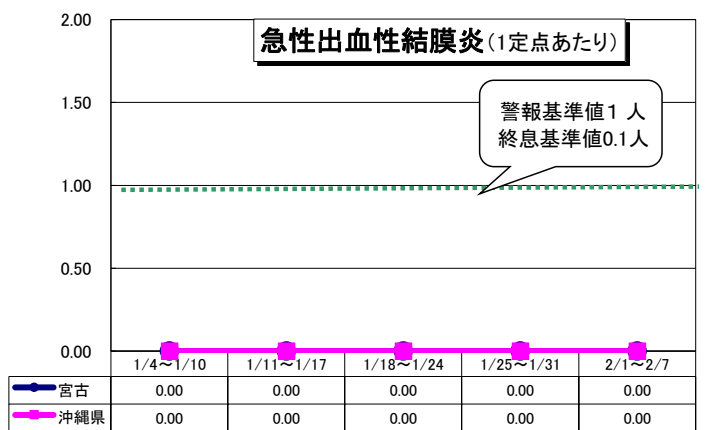 急性出血性結膜炎(1定点あたり)
2.00
1.50
1.00
0.50
0.00
警報基準値1 人
終息基準値0.1人
1/4～1/10 1/11～1/17 1/18～1/24 1/25～1/31 2/1～2/7
宮古 0.00 0.00 0.00 0.00 0.00
沖縄県 0.00 0.00 0.00 0.00 0.00